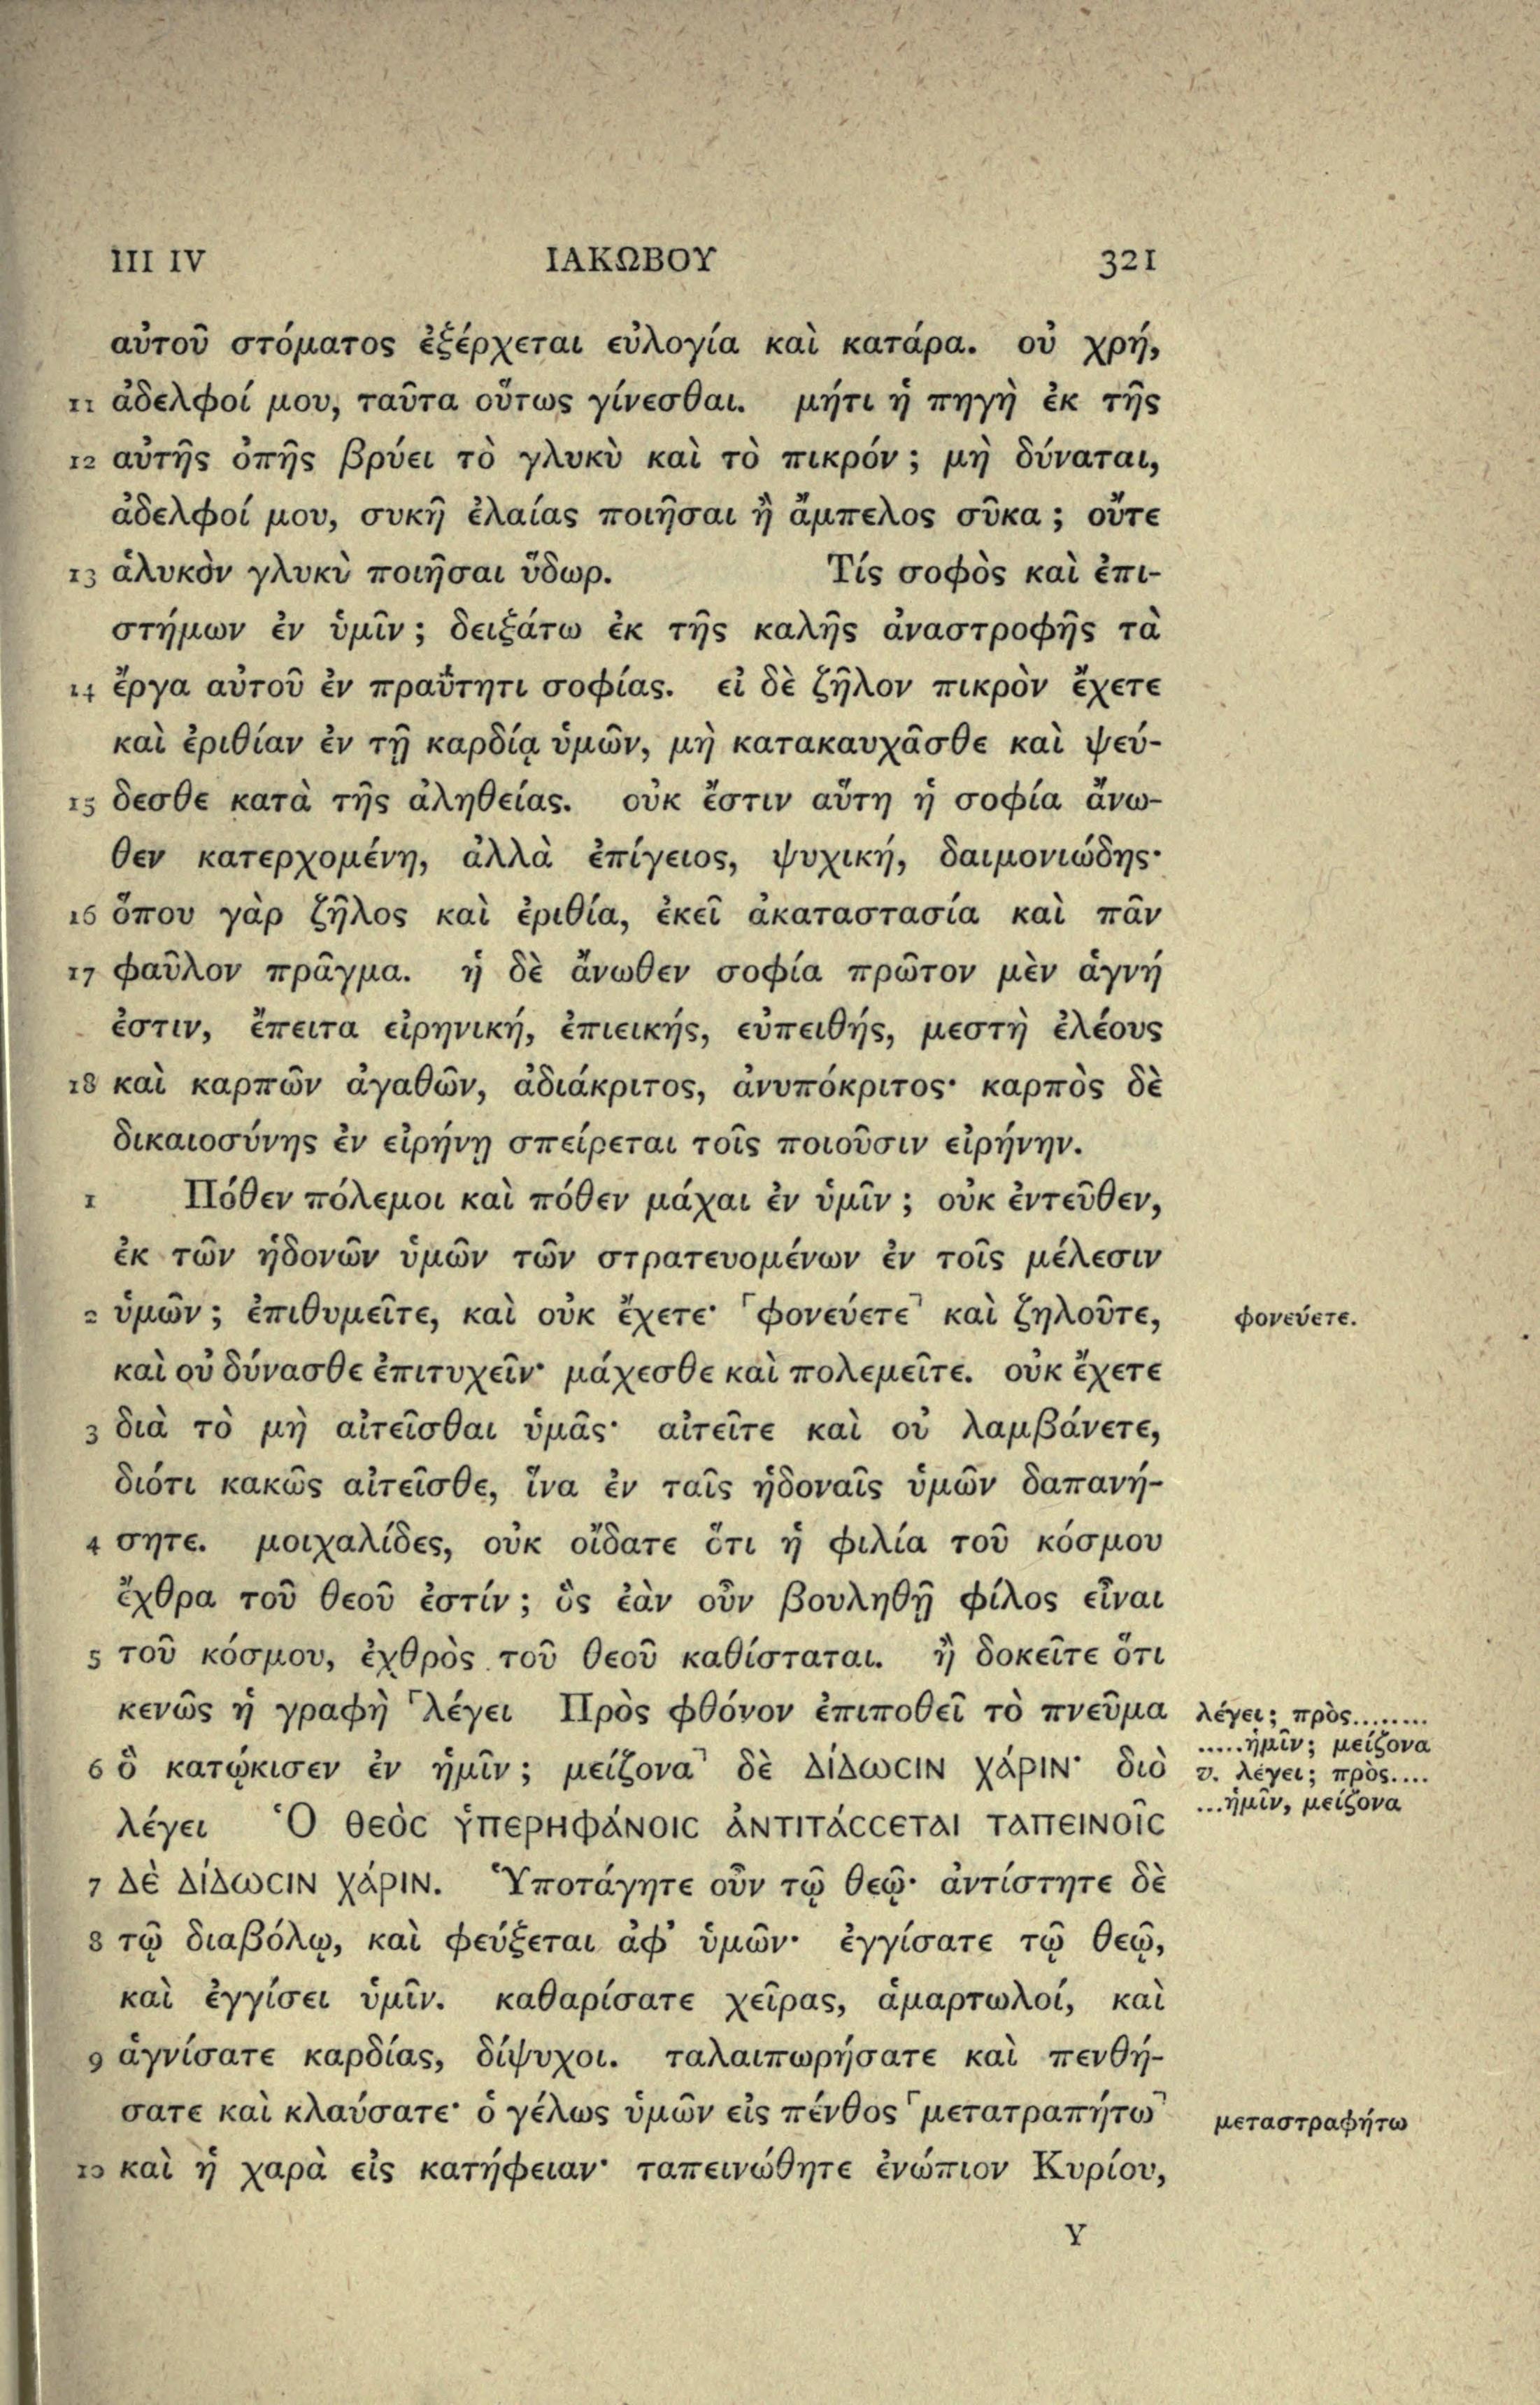 III IV ΙΑΚΩΒΟΥ 321
αὐτοῦ στόματος ἐξέρχεται εὐλογία καὶ κατάρα. οὐ χρή,
11 ἀδελφοί μου, ταῦτα οὕτως γίνεσθαι. μήτι ἡ πηγὴ ἐκ τῆς
12 αὐτῆς ὀπῆς βρύει τὸ γλυκὺ καὶ τὸ πικρόν; μὴ δύναται,
ἀδελφοί μου, συκῆ ἐλαίας ποιῆσαι ἢ ἄμπελος σῦκα; οὔτε
13 ἁλυκὸν γλυκὺ ποιῆσαι ὕδωρ. Τίς σοφὸς καὶ ἐπι-
στήμων ἐν ὑμῖν; δειξάτω ἐκ τῆς καλῆς ἀναστροφῆς τὰ
14 ἔργα αὐτοῦ ἐν πραΰτητι σοφίας. εἰ δὲ ζῆλον πικρὸν ἔχετε
καὶ ἐριθίαν ἐν τῇ καρδίᾳ ὑμῶν, μὴ κατακαυχᾶσθε καὶ ψεύ-
15 δεσθε κατὰ τῆς ἀληθείας. οὐκ ἔστιν αὕτη ἡ σοφία ἄνω-
θεν κατερχομένη, ἀλλὰ ἐπίγειος, ψυχική, δαιμονιώδης·
16 ὅπου γὰρ ζῆλος καὶ ἐριθία, ἐκεῖ ἀκαταστασία καὶ πᾶν
17 φαῦλον πρᾶγμα. ἡ δὲ ἄνωθεν σοφία πρῶτον μὲν ἁγνή
ἐστιν, ἔπειτα εἰρηνική, ἐπιεικής, εὐπειθής, μεστὴ ἐλέους
18 καὶ καρπῶν ἀγαθῶν, ἀδιάκριτος, ἀνυπόκριτος· καρπὸς δὲ
δικαιοσύνης ἐν εἰρήνῃ σπείρεται τοῖς ποιοῦσιν εἰρήνην.
1 Πόθεν πόλεμοι καὶ πόθεν μάχαι ἐν ὑμῖν; οὐκ ἐντεῦθεν,
ἐκ τῶν ἡδονῶν ὑμῶν τῶν στρατευομένων ἐν τοῖς μέλεσιν
2 ὑμῶν; ἐπιθυμεῖτε, καὶ οὐκ ἔχετε· ⸀φονεύετε⸣ καὶ ζηλοῦτε, φονεύετε.
καὶ οὐ δύνασθε ἐπιτυχεῖν· μάχεσθε καὶ πολεμεῖτε. οὐκ ἔχετε
3 διὰ τὸ μὴ αἰτεῖσθαι ὑμᾶς· αἰτεῖτε καὶ οὐ λαμβάνετε,
διότι κακῶς αἰτεῖσθε, ἵνα ἐν ταῖς ἡδοναῖς ὑμῶν δαπανή-
4 σητε. μοιχαλίδες, οὐκ οἴδατε ὅτι ἡ φιλία τοῦ κόσμου
ἔχθρα τοῦ θεοῦ ἐστίν; ὃς ἐὰν οὖν βουληθῇ φίλος εἶναι
5 τοῦ κόσμου, ἐχθρὸς τοῦ θεοῦ καθίσταται. ἢ δοκεῖτε ὅτι
κενῶς ἡ γραφὴ ⸀λέγει Πρὸς φθόνον ἐπιποθεῖ τὸ πνεῦμα λέγει; πρὸς........
.....ἡμῖν; μείζονα
6 ὃ κατῴκισεν ἐν ἡμῖν; μείζονα⸣ δὲ ΔίΔωCΙΝ ΧάΡΙΝ· διὸ v. λέγει; πρὸς....
...ἡμῖν, μείζονα
λέγει Ὁ θεὸC ὑΠΕΡΗΦάΝΟΙC ἀΝΤΙΤάCCΕΤΑΙ ΤΑΠΕΙΝΟῖC
7 Δὲ ΔίΔωCΙΝ ΧάΡΙΝ. Ὑποτάγητε οὖν τῷ θεῷ· ἀντίστητε δὲ
8 τῷ διαβόλῳ, καὶ φεύξεται ἀφ' ὑμῶν· ἐγγίσατε τῷ θεῷ,
καὶ ἐγγίσει ὑμῖν. καθαρίσατε χεῖρας, ἁμαρτωλοί, καὶ
9 ἁγνίσατε καρδίας, δίψυχοι. ταλαιπωρήσατε καὶ πενθή-
σατε καὶ κλαύσατε· ὁ γέλως ὑμῶν εἰς πένθος ⸀μετατραπήτω⸣ μεταστραφήτω
10 καὶ ἡ χαρὰ εἰς κατήφειαν· ταπεινώθητε ἐνώπιον Κυρίου,
Y